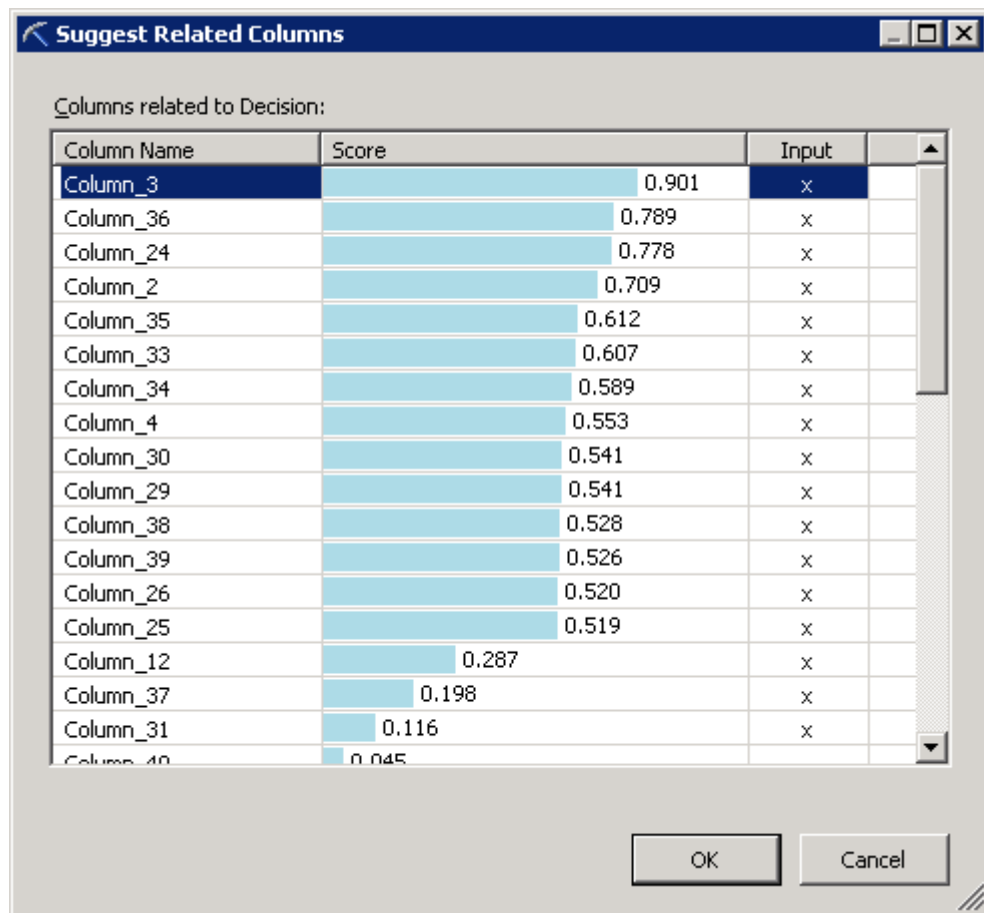 Suggest Related Columns
Columns related to Decision:
Column Name Score Input
Column_3 0.901 x
Column_36 0.789 x
Column_24 0.778 x
Column_2 0.709 x
Column_35 0.612 x
Column_33 0.607 x
Column_34 0.589 x
Column_4 0.553 x
Column_30 0.541 x
Column_29 0.541 x
Column_38 0.528 x
Column_39 0.526 x
Column_26 0.520 x
Column_25 0.519 x
Column_12 0.287 x
Column_37 0.198 x
Column_31 0.116 x
Column_40 0.045
OK Cancel